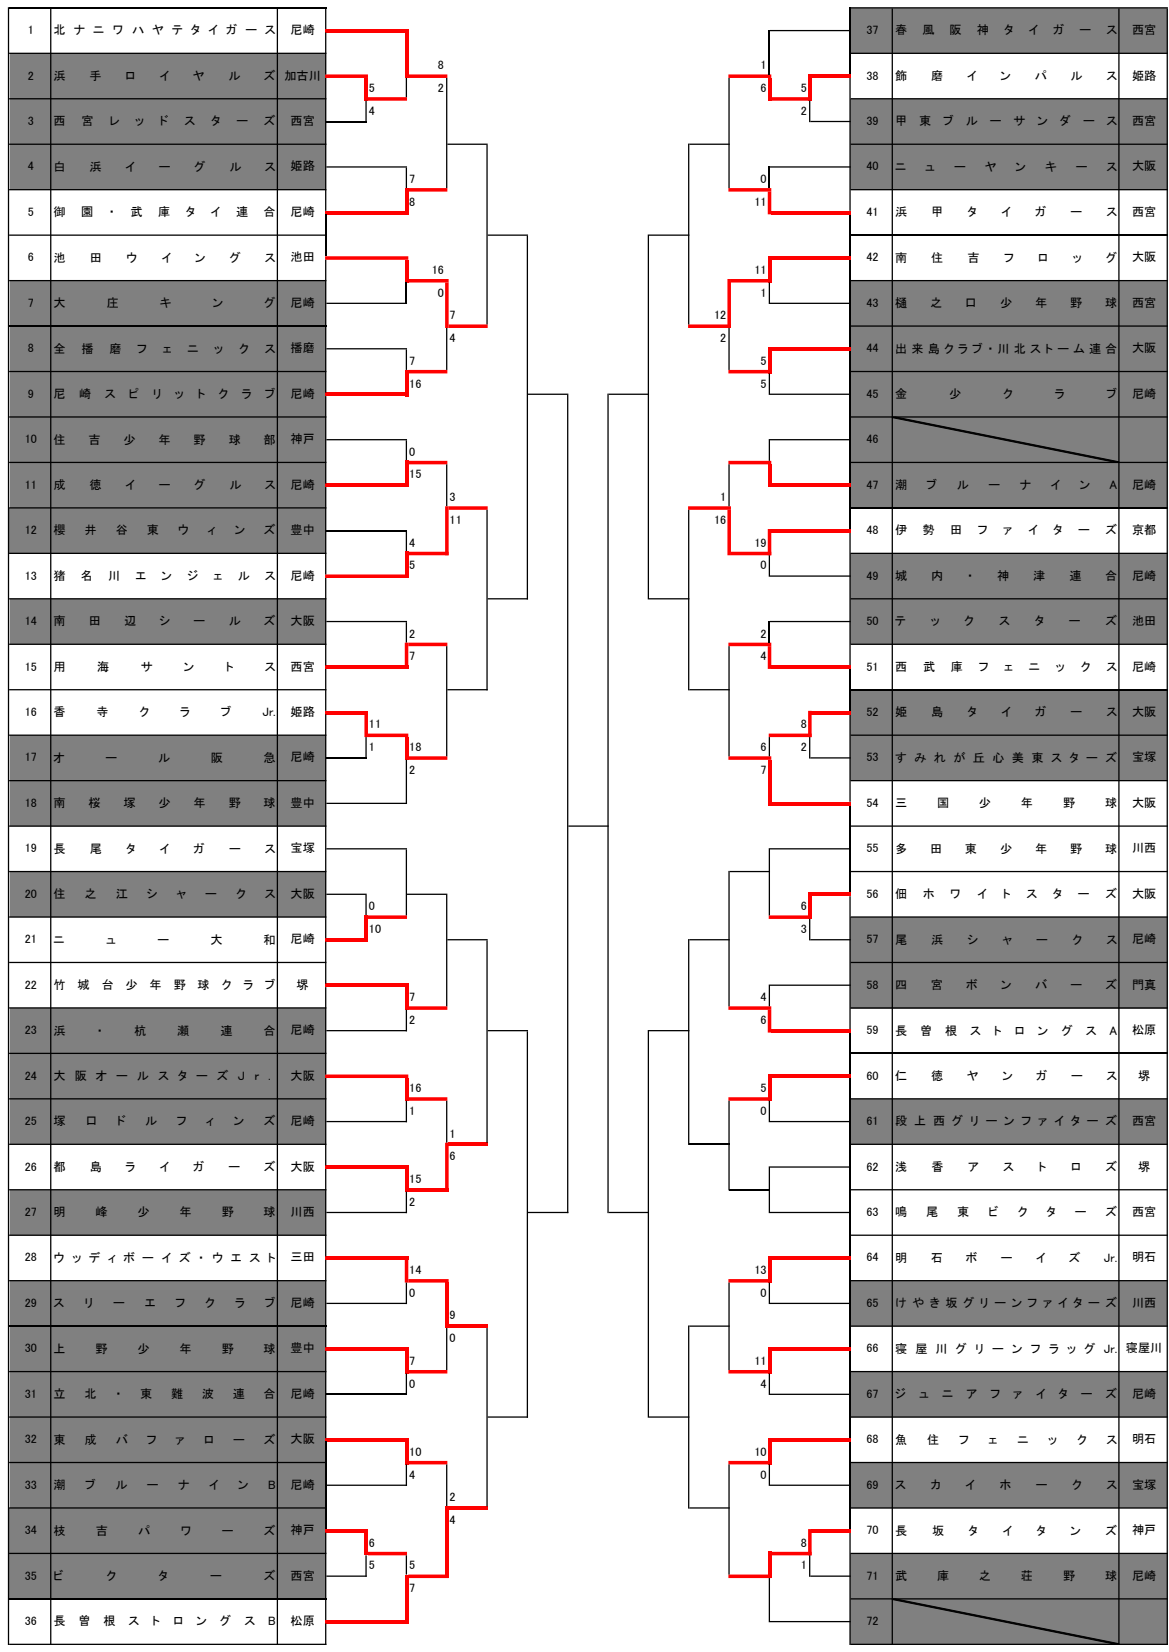 1 北ナニワハヤテタイガース 尼崎
2 浜手ロイヤルズ 加古川
3 西宮レッドスターズ 西宮
4 白浜イーグルス 姫路
5 御園・武庫タイ連合 尼崎
6 池田ウイングス 池田
7 大庄キング 尼崎
8 全播磨フェニックス 播磨
9 尼崎スピリットクラブ 尼崎
10 住吉少年野球部 神戸
11 成徳イーグルス 尼崎
12 櫻井谷東ウィンズ 豊中
13 猪名川エンジェルス 尼崎
14 南田辺シールズ 大阪
15 用海サントス 西宮
16 香寺クラブJr. 姫路
17 オール阪急 尼崎
18 南桜塚少年野球 豊中
19 長尾タイガース 宝塚
20 住之江シャークス 大阪
21 ニュー大和 尼崎
22 竹城台少年野球クラブ 堺
23 浜・杭瀬連合 尼崎
24 大阪オールスターズJr. 大阪
25 塚口ドルフィンズ 尼崎
26 都島ライガーズ 大阪
27 明峰少年野球 川西
28 ウッディボーイズ・ウエスト 三田
29 スリーエフクラブ 尼崎
30 上野少年野球 豊中
31 立北・東難波連合 尼崎
32 東成バファローズ 大阪
33 潮ブルーナインB 尼崎
34 枝吉パワーズ 神戸
35 ビクターズ 西宮
36 長曽根ストロングスB 松原
8
2
5
4
7
8
16
0
7
4
7
16
0
15
3
11
4
5
2
7
11
1
18
2
0
10
7
2
16
1
1
6
15
2
14
0
9
0
7
0
10
4
2
4
6
5
5
7
1
6
5
2
0
11
11
1
12
2
5
5
1
16
19
0
2
4
8
2
6
7
6
3
4
6
5
0
13
0
11
4
10
0
8
1
37 春風阪神タイガース 西宮
38 飾磨インパルス 姫路
39 甲東ブルーサンダース 西宮
40 ニューヤンキース 大阪
41 浜甲タイガース 西宮
42 南住吉フロッグ 大阪
43 樋之口少年野球 西宮
44 出来島クラブ・川北ストーム連合 大阪
45 金少クラブ 尼崎
46
47 潮ブルーナインA 尼崎
48 伊勢田ファイターズ 京都
49 城内・神津連合 尼崎
50 テックスターズ 池田
51 西武庫フェニックス 尼崎
52 姫島タイガース 大阪
53 すみれが丘心美東スターズ 宝塚
54 三国少年野球 大阪
55 多田東少年野球 川西
56 佃ホワイトスターズ 大阪
57 尾浜シャークス 尼崎
58 四宮ボンバーズ 門真
59 長曽根ストロングスA 松原
60 仁徳ヤンガース 堺
61 段上西グリーンファイターズ 西宮
62 浅香アストロズ 堺
63 鳴尾東ビクターズ 西宮
64 明石ボーイズJr. 明石
65 けやき坂グリーンファイターズ 川西
66 寝屋川グリーンフラッグJr. 寝屋川
67 ジュニアファイターズ 尼崎
68 魚住フェニックス 明石
69 スカイホークス 宝塚
70 長坂タイタンズ 神戸
71 武庫之荘野球 尼崎
72